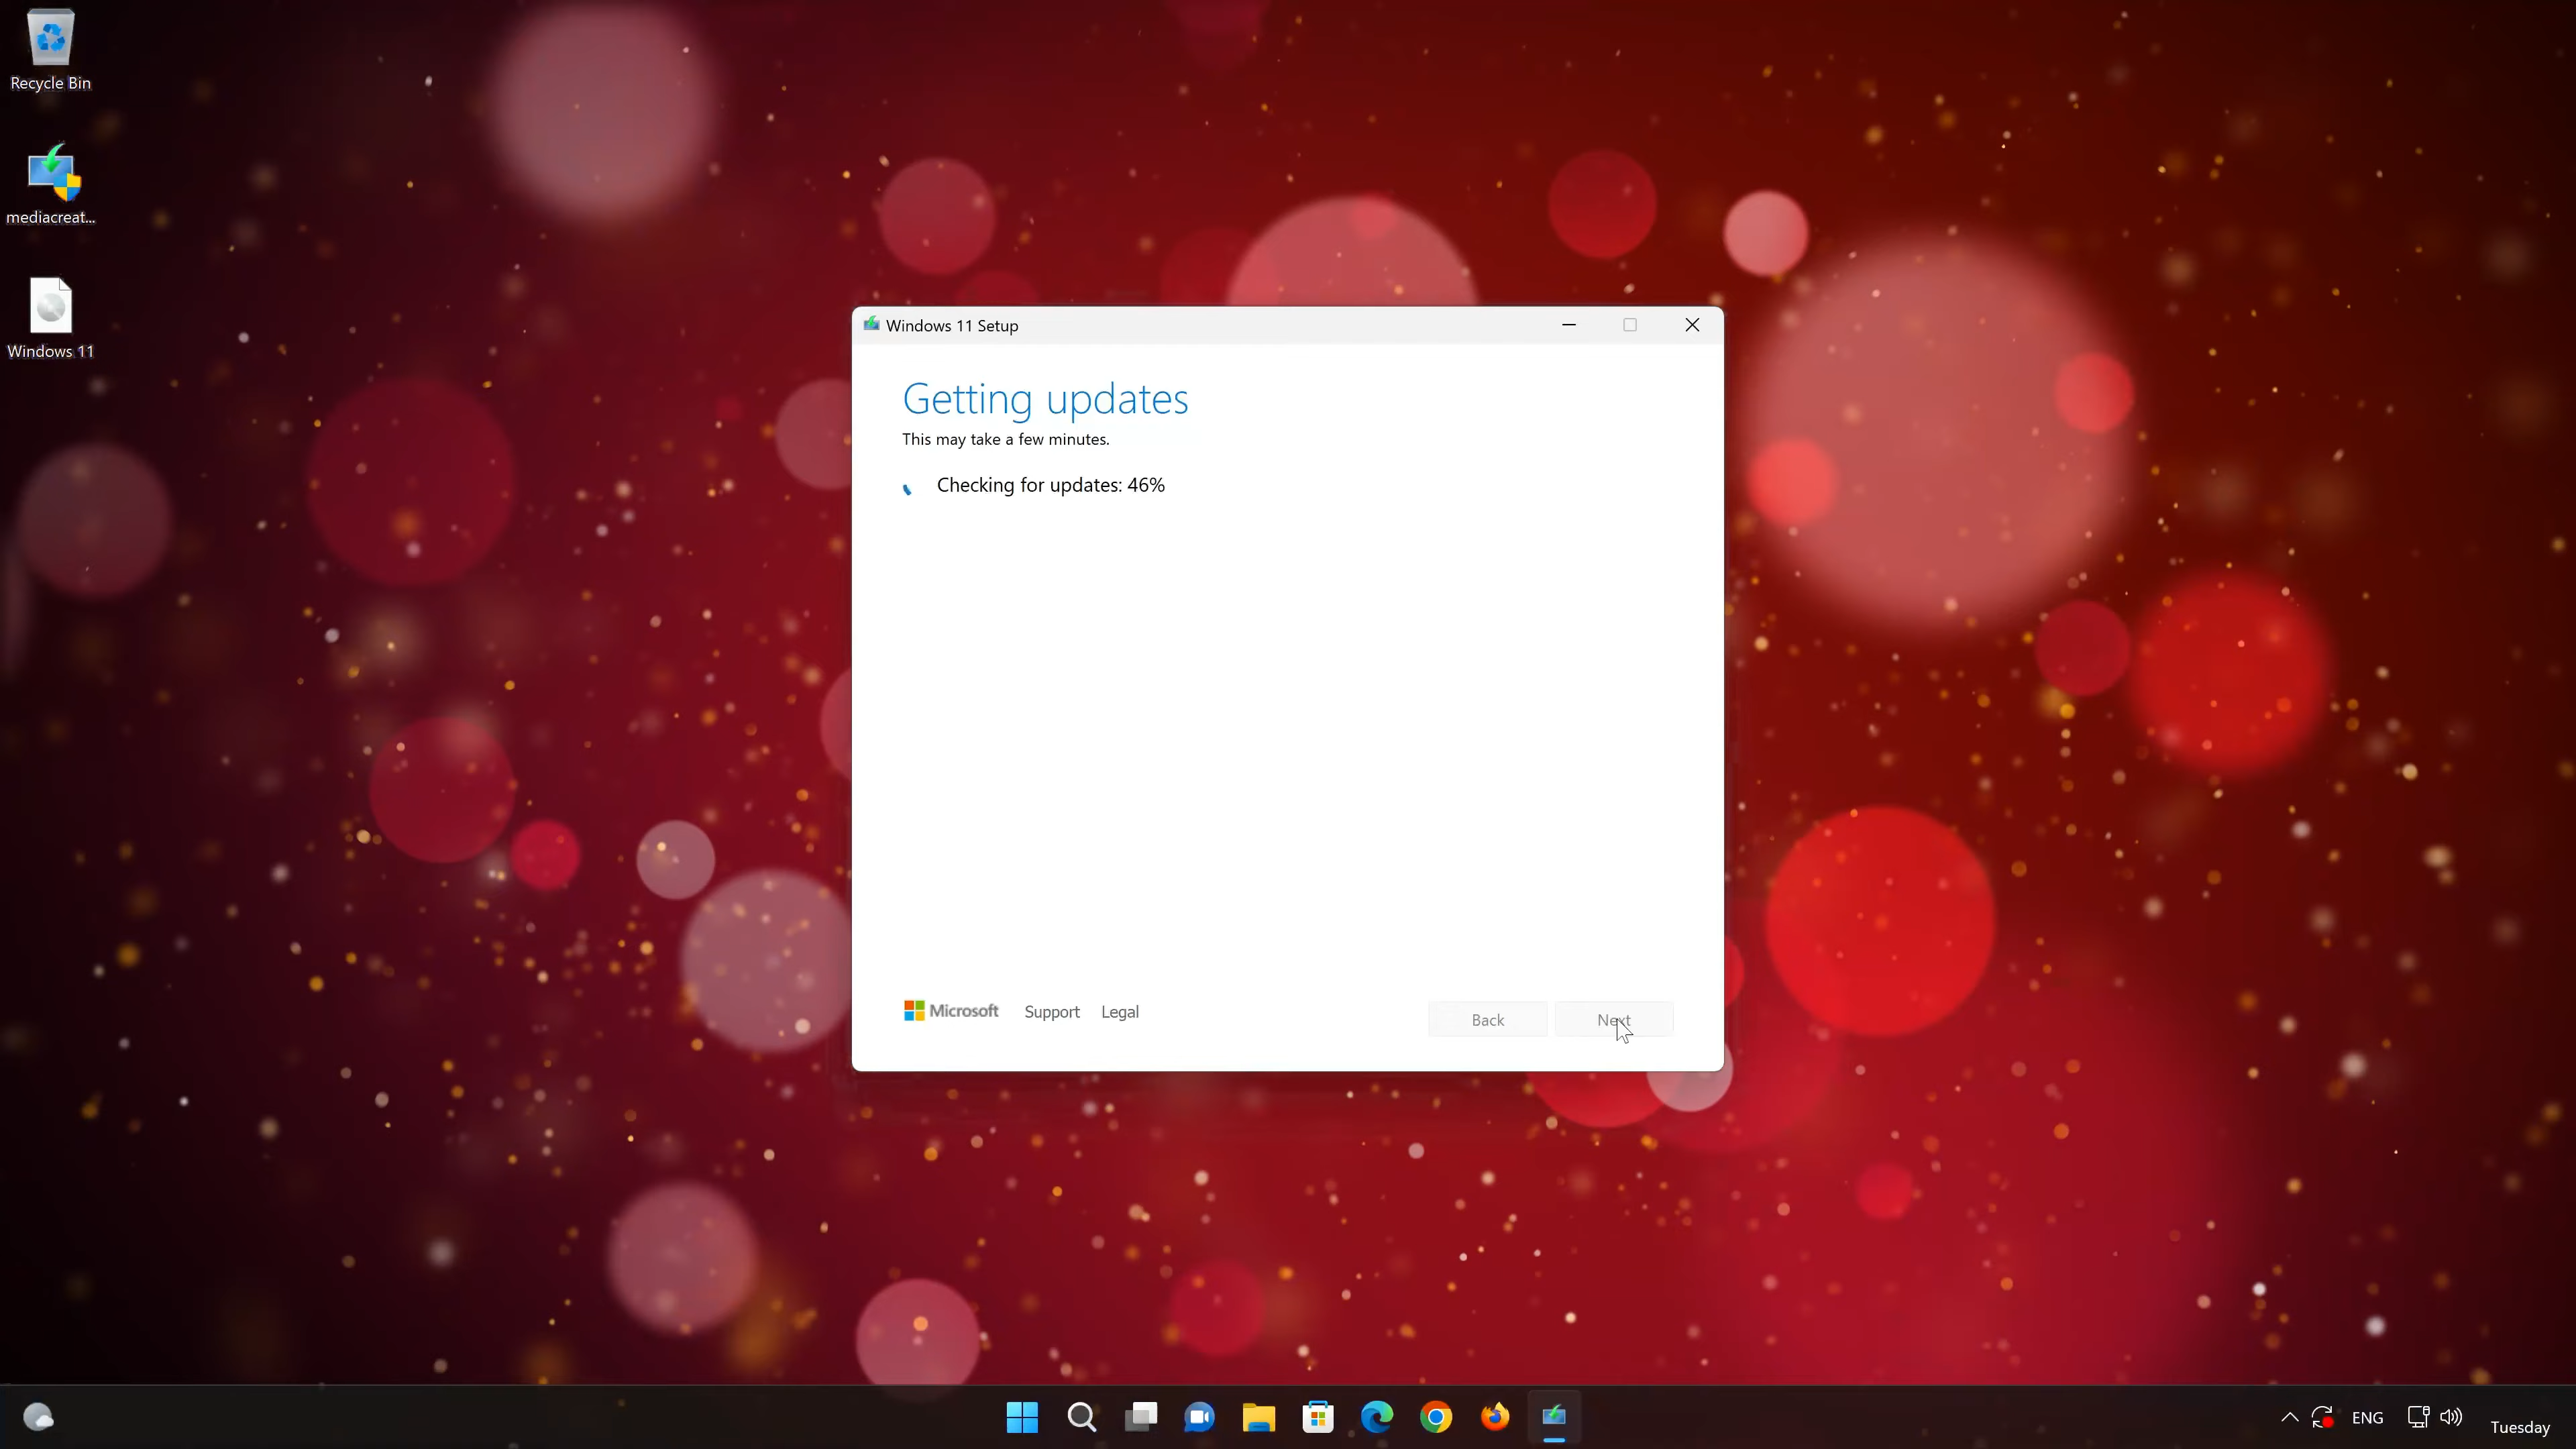 Recycle Bin
mediacreat...
Windows 11
Windows 11 Setup
Getting updates
This may take a few minutes.
Checking for updates: 46%
Microsoft Support Legal
Back Next
ENG
Tuesday